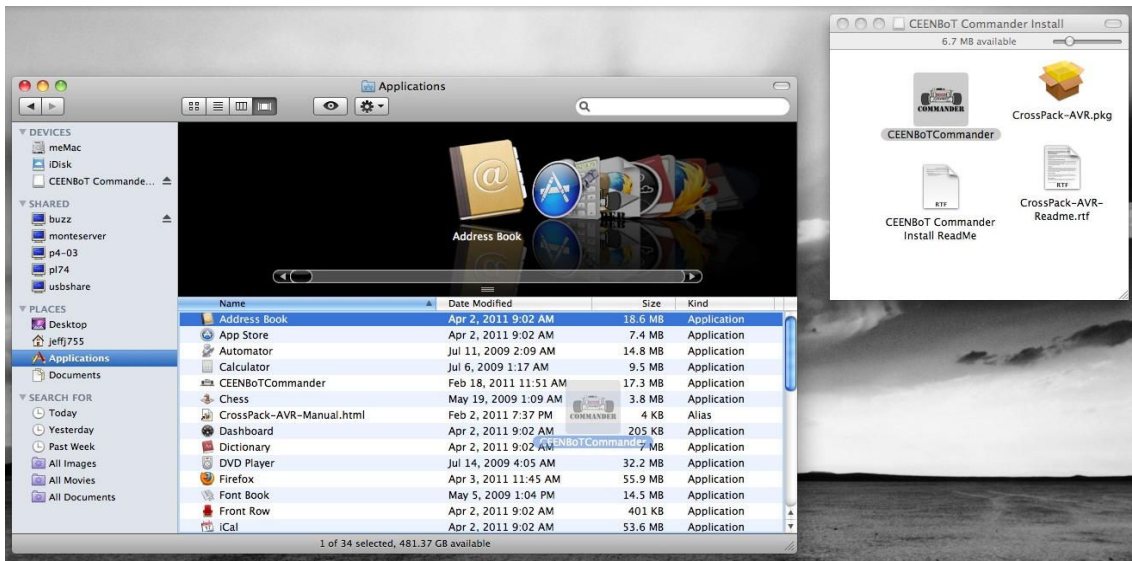 CEENBoT Commander Install
6.7 MB available
COMMANDER
CEENBoTCommander
CrossPack-AVR.pkg
RTF
CEENBoT Commander
Install ReadMe
RTF
CrossPack-AVR-
Readme.rtf
Applications
DEVICES
meMac
iDisk
CEENBoT Commande...
SHARED
buzz
monteserver
p4-03
pl74
usbshare
PLACES
Desktop
jeffj755
Applications
Documents
SEARCH FOR
Today
Yesterday
Past Week
All Images
All Movies
All Documents
Address Book
Name Date Modified Size Kind
Address Book Apr 2, 2011 9:02 AM 18.6 MB Application
App Store Apr 2, 2011 9:02 AM 7.4 MB Application
Automator Jul 11, 2009 2:09 AM 14.8 MB Application
Calculator Jul 6, 2009 1:17 AM 9.5 MB Application
CEENBoTCommander Feb 18, 2011 11:51 AM 17.3 MB Application
Chess May 19, 2009 1:09 AM 3.8 MB Application
CrossPack-AVR-Manual.html Feb 2, 2011 7:37 PM 4 KB Alias
COMMANDER
Dashboard Apr 2, 2011 9:02 AM 205 KB Application
CEENBoTCommander
Dictionary Apr 2, 2011 9:02 AM 7 MB Application
DVD Player Jul 14, 2009 4:05 AM 32.2 MB Application
Firefox Apr 3, 2011 11:45 AM 55.9 MB Application
Font Book May 5, 2009 1:04 PM 14.5 MB Application
Front Row Apr 2, 2011 9:02 AM 401 KB Application
iCal Apr 2, 2011 9:02 AM 53.6 MB Application
1 of 34 selected, 481.37 GB available